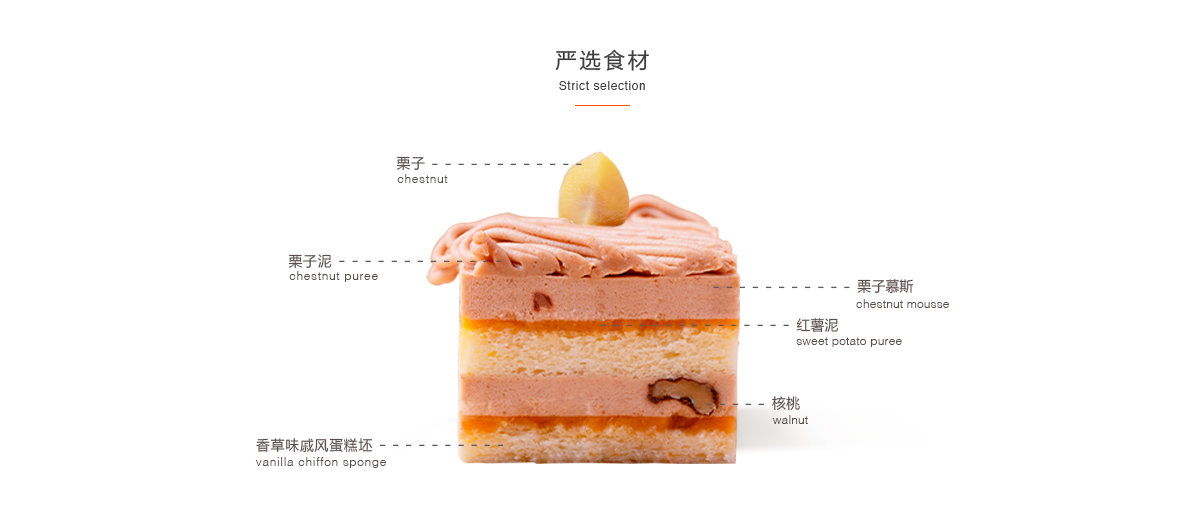 严选食材
Strict selection
栗子
chestnut
栗子泥
chestnut puree
栗子慕斯
chestnut mousse
红薯泥
sweet potato puree
核桃
walnut
香草味戚风蛋糕坯
vanilla chiffon sponge